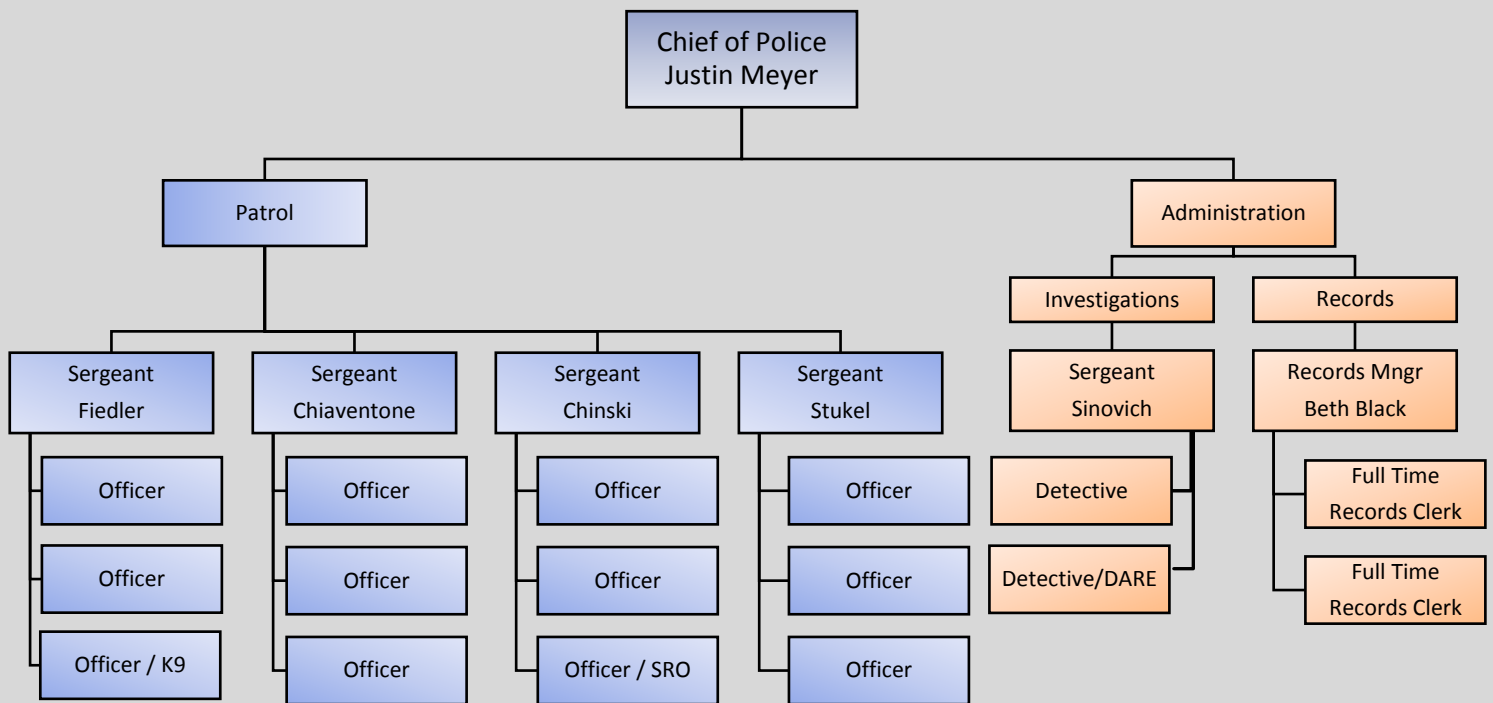 Chief of Police
Justin Meyer
Patrol
Administration
Investigations
Records
Sergeant
Fiedler
Sergeant
Chiaventone
Sergeant
Chinski
Sergeant
Stukel
Sergeant
Sinovich
Records Mngr
Beth Black
Officer
Officer
Officer / K9
Officer
Officer
Officer
Officer
Officer
Officer / SRO
Officer
Officer
Officer
Detective
Detective/DARE
Full Time
Records Clerk
Full Time
Records Clerk